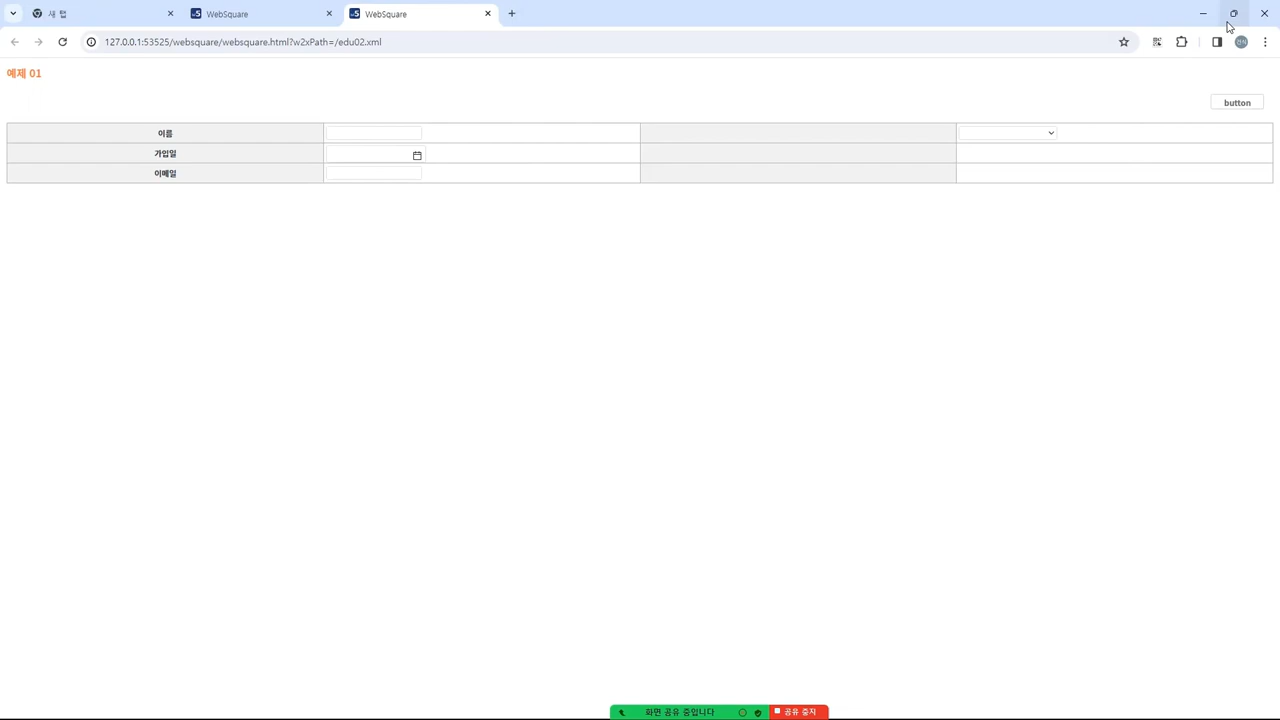 새 탭
WebSquare
WebSquare
127.0.0.1:53525/websquare/websquare.html?w2xPath=/edu02.xml
예제 01
button
이름
가입일
이메일
화면 공유 중입니다
공유 중지